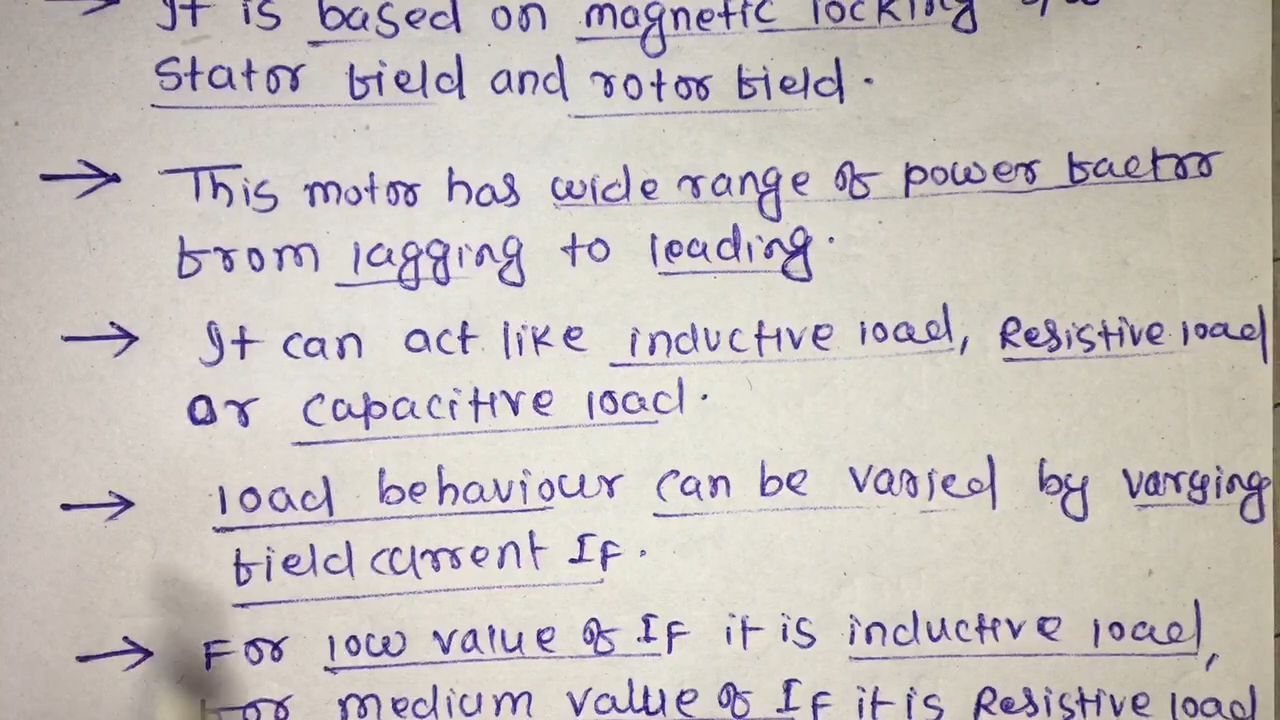 → It is based on magnetic locking b/w
stator field and rotor field.
→ This motor has wide range of power factor
from lagging to leading.
→ It can act like inductive load, Resistive load
or capacitive load.
→ load behaviour can be varied by varying
field current If.
→ For low value of If it is inductive load,
For medium value of If it is Resistive load